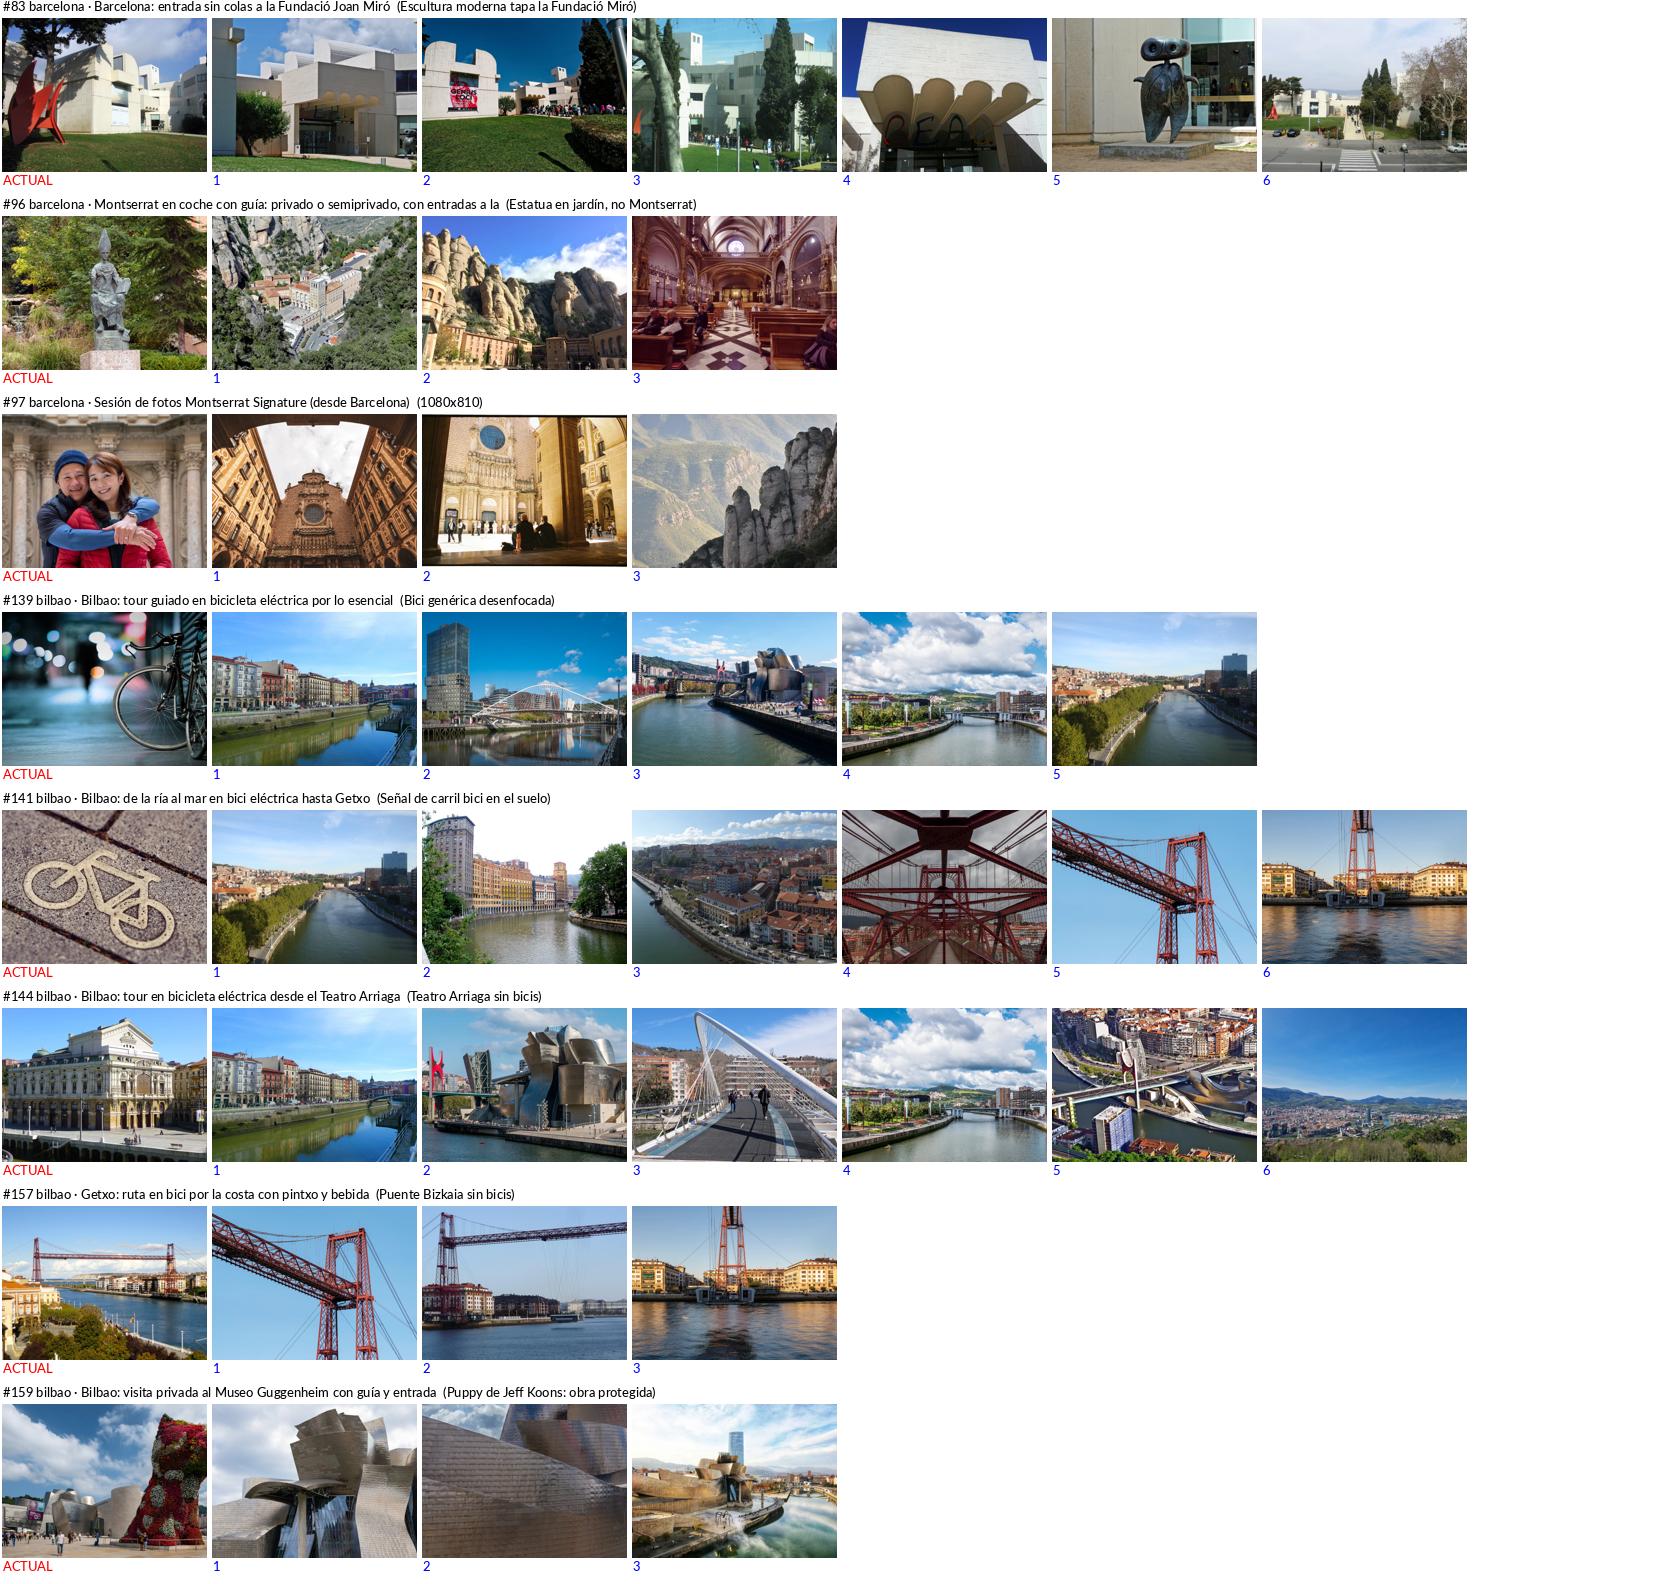 #83 barcelona · Barcelona: entrada sin colas a la Fundació Joan Miró (Escultura moderna tapa la Fundació Miró)
GENIUS
LOCI
ACTUAL 1 2 3 4 5 6
#96 barcelona · Montserrat en coche con guía: privado o semiprivado, con entradas a la (Estatua en jardín, no Montserrat)
ACTUAL 1 2 3
#97 barcelona · Sesión de fotos Montserrat Signature (desde Barcelona) (1080x810)
ACTUAL 1 2 3
#139 bilbao · Bilbao: tour guiado en bicicleta eléctrica por lo esencial (Bici genérica desenfocada)
ACTUAL 1 2 3 4 5
#141 bilbao · Bilbao: de la ría al mar en bici eléctrica hasta Getxo (Señal de carril bici en el suelo)
ACTUAL 1 2 3 4 5 6
#144 bilbao · Bilbao: tour en bicicleta eléctrica desde el Teatro Arriaga (Teatro Arriaga sin bicis)
ACTUAL 1 2 3 4 5 6
#157 bilbao · Getxo: ruta en bici por la costa con pintxo y bebida (Puente Bizkaia sin bicis)
ACTUAL 1 2 3
#159 bilbao · Bilbao: visita privada al Museo Guggenheim con guía y entrada (Puppy de Jeff Koons: obra protegida)
ACTUAL 1 2 3